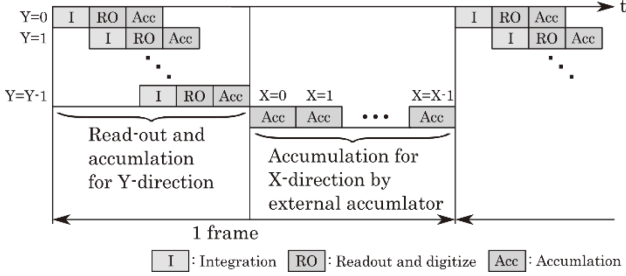 t
Y=0 I RO Acc I RO Acc
Y=1 I RO Acc I RO Acc
Y=Y-1 I RO Acc X=0 X=1 X=X-1
Acc Acc Acc
Read-out and
accumlation
for Y-direction
Accumulation for
X-direction by
external accumlator
1 frame
I : Integration RO : Readout and digitize Acc : Accumlation